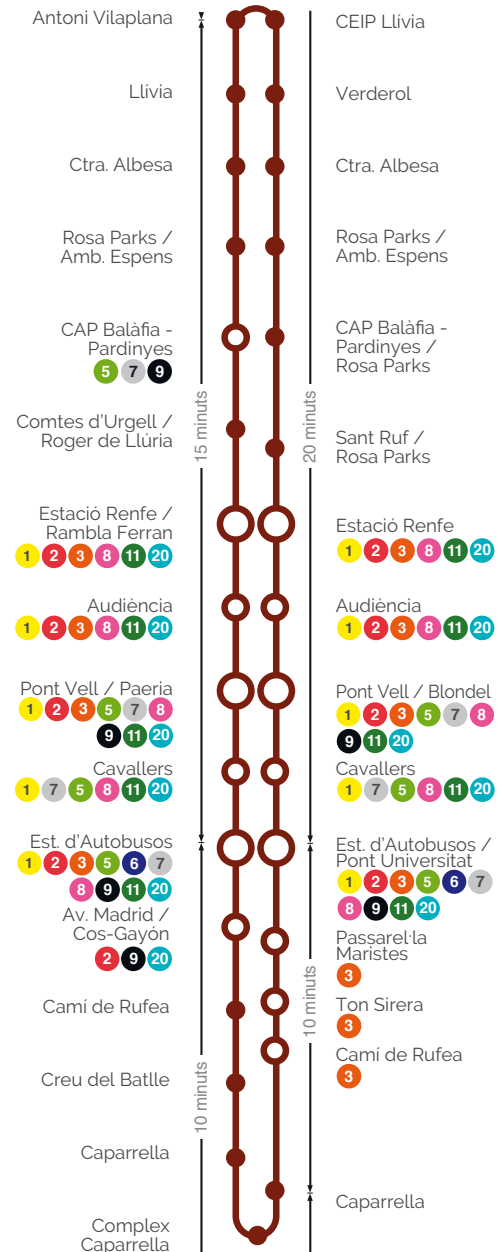 Antoni Vilaplana
Llívia
Ctra. Albesa
Rosa Parks /
Amb. Espens
CAP Balàfia -
Pardinyes
5 7 9
Comtes d'Urgell /
Roger de Llúria
Estació Renfe /
Rambla Ferran
1 2 3 8 11 20
Audiència
1 2 3 8 11 20
Pont Vell / Paeria
1 2 3 5 7 8
9 11 20
Cavallers
1 7 5 8 11 20
Est. d'Autobusos
1 2 3 5 6 7
8 9 11 20
Av. Madrid /
Cos-Gayón
2 9 20
Camí de Rufea
Creu del Batlle
Caparrella
Complex
Caparrella
15 minuts
10 minuts
20 minuts
10 minuts
CEIP Llívia
Verderol
Ctra. Albesa
Rosa Parks /
Amb. Espens
CAP Balàfia -
Pardinyes /
Rosa Parks
Sant Ruf /
Rosa Parks
Estació Renfe
1 2 3 8 11 20
Audiència
1 2 3 8 11 20
Pont Vell / Blondel
1 2 3 5 7 8
9 11 20
Cavallers
1 7 5 8 11 20
Est. d'Autobusos /
Pont Universitat
1 2 3 5 6 7
8 9 11 20
Passarel·la
Maristes
3
Ton Sirera
3
Camí de Rufea
3
Caparrella